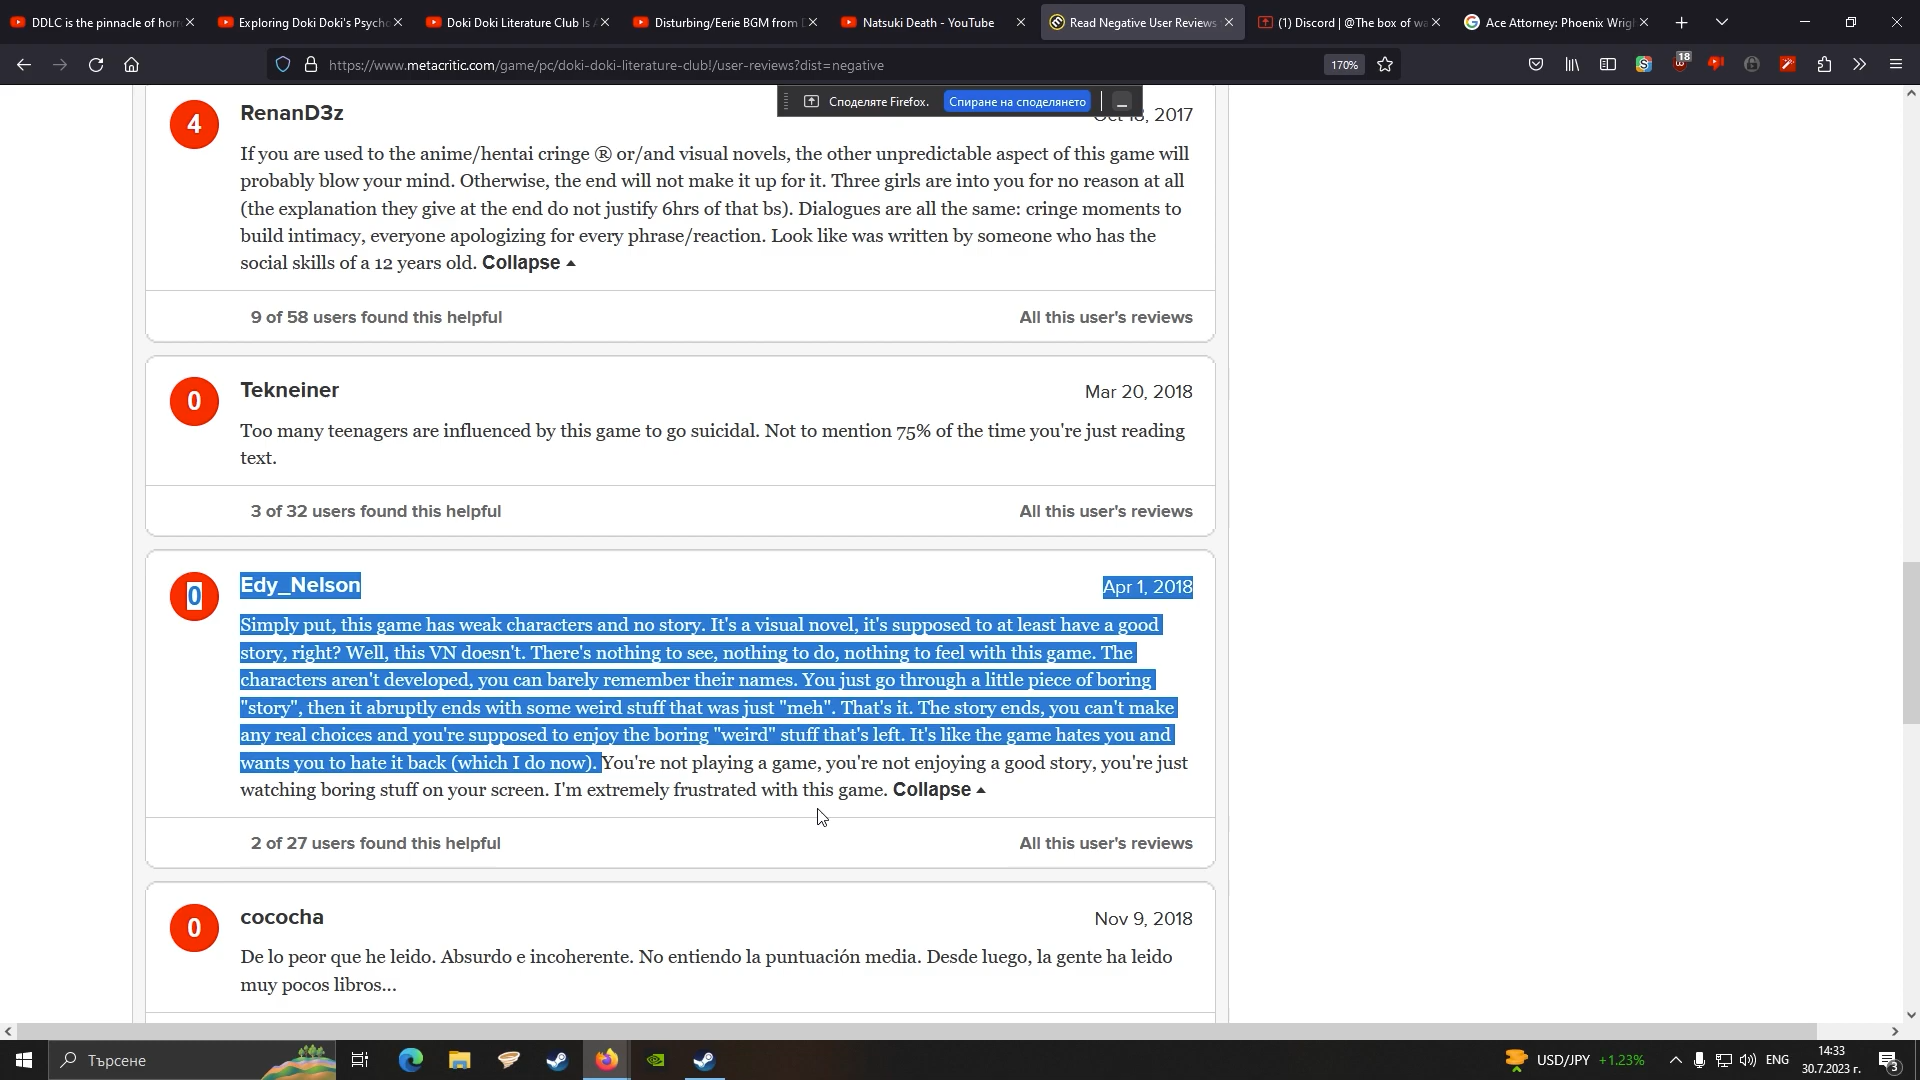 DDLC is the pinnacle of horr
Exploring Doki Doki's Psych
Doki Doki Literature Club Is
Disturbing/Eerie BGM from
Natsuki Death - YouTube
Read Negative User Reviews
(1) Discord | @The box of wa
Ace Attorney: Phoenix Wrig
https://www.metacritic.com/game/pc/doki-doki-literature-club!/user-reviews?dist=negative
170%
18
Споделяте Firefox.
Спиране на споделянето
4
RenanD3z
Oct 18, 2017
If you are used to the anime/hentai cringe ® or/and visual novels, the other unpredictable aspect of this game will
probably blow your mind. Otherwise, the end will not make it up for it. Three girls are into you for no reason at all
(the explanation they give at the end do not justify 6hrs of that bs). Dialogues are all the same: cringe moments to
build intimacy, everyone apologizing for every phrase/reaction. Look like was written by someone who has the
social skills of a 12 years old. Collapse
9 of 58 users found this helpful
All this user's reviews
0
Tekneiner
Mar 20, 2018
Too many teenagers are influenced by this game to go suicidal. Not to mention 75% of the time you're just reading
text.
3 of 32 users found this helpful
All this user's reviews
0
Edy_Nelson
Apr 1, 2018
Simply put, this game has weak characters and no story. It's a visual novel, it's supposed to at least have a good
story, right? Well, this VN doesn't. There's nothing to see, nothing to do, nothing to feel with this game. The
characters aren't developed, you can barely remember their names. You just go through a little piece of boring
"story", then it abruptly ends with some weird stuff that was just "meh". That's it. The story ends, you can't make
any real choices and you're supposed to enjoy the boring "weird" stuff that's left. It's like the game hates you and
wants you to hate it back (which I do now). You're not playing a game, you're not enjoying a good story, you're just
watching boring stuff on your screen. I'm extremely frustrated with this game. Collapse
2 of 27 users found this helpful
All this user's reviews
0
cococha
Nov 9, 2018
De lo peor que he leido. Absurdo e incoherente. No entiendo la puntuación media. Desde luego, la gente ha leido
muy pocos libros...
Търсене
USD/JPY +1.23%
ENG
14:33
30.7.2023 г.
3